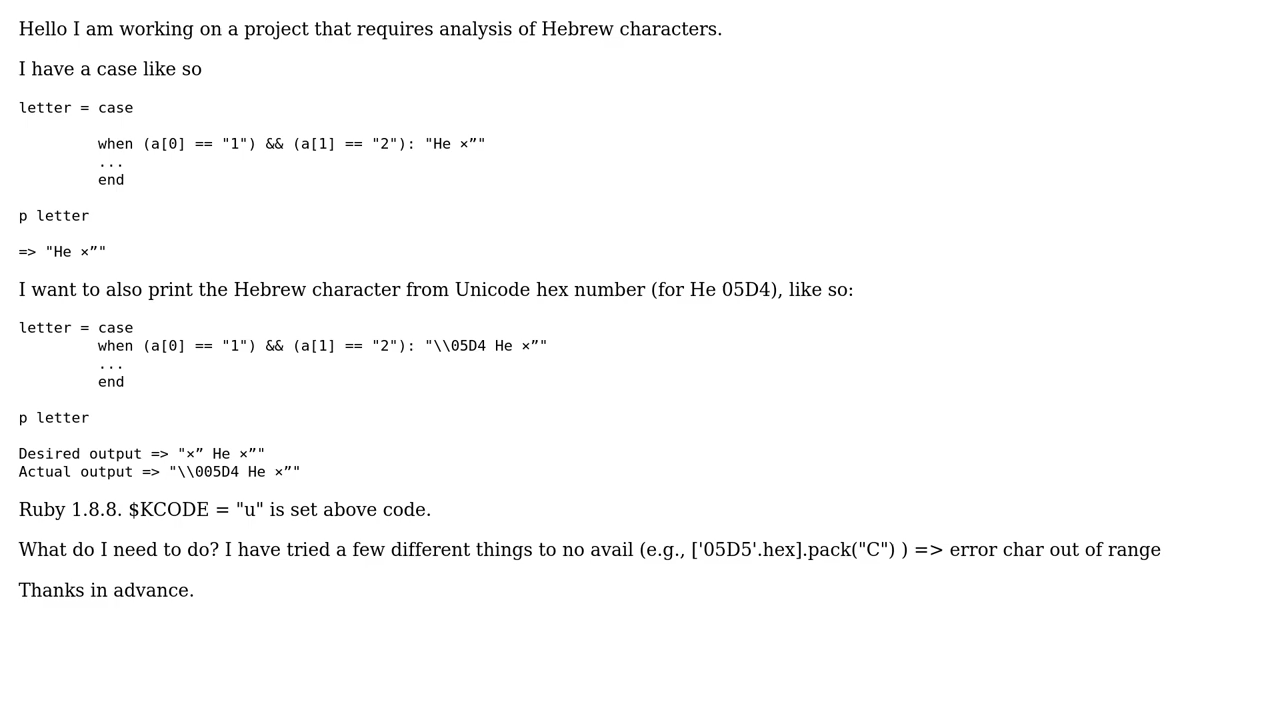 Hello I am working on a project that requires analysis of Hebrew characters.
I have a case like so
letter = case
when (a[0] == "1") && (a[1] == "2"): "He ×”"
...
end
p letter
=> "He ×”"
I want to also print the Hebrew character from Unicode hex number (for He 05D4), like so:
letter = case
when (a[0] == "1") && (a[1] == "2"): "\\05D4 He ×”"
...
end
p letter
Desired output => "×” He ×”"
Actual output => "\\005D4 He ×”"
Ruby 1.8.8. $KCODE = "u" is set above code.
What do I need to do? I have tried a few different things to no avail (e.g., ['05D5'.hex].pack("C") ) => error char out of range
Thanks in advance.